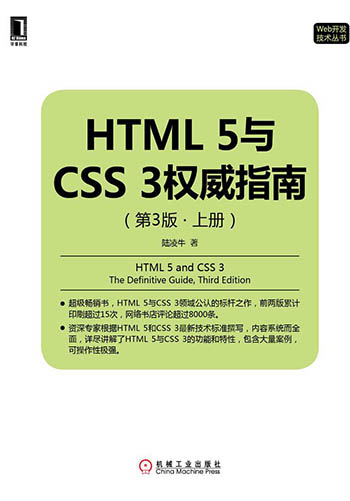 华章科技
Web开发
技术丛书
HTML 5与
CSS 3权威指南
（第3版·上册）
陆凌牛 著
HTML 5 and CSS 3
The Definitive Guide, Third Edition
超级畅销书，HTML 5与CSS 3领域公认的标杆之作，前两版累计
印刷超过15次，网络书店评论超过8000条。
资深专家根据HTML 5和CSS 3最新技术标准撰写，内容系统而全
面，详尽讲解了HTML 5与CSS 3的功能和特性，包含大量案例，
可操作性极强。
机械工业出版社
China Machine Press